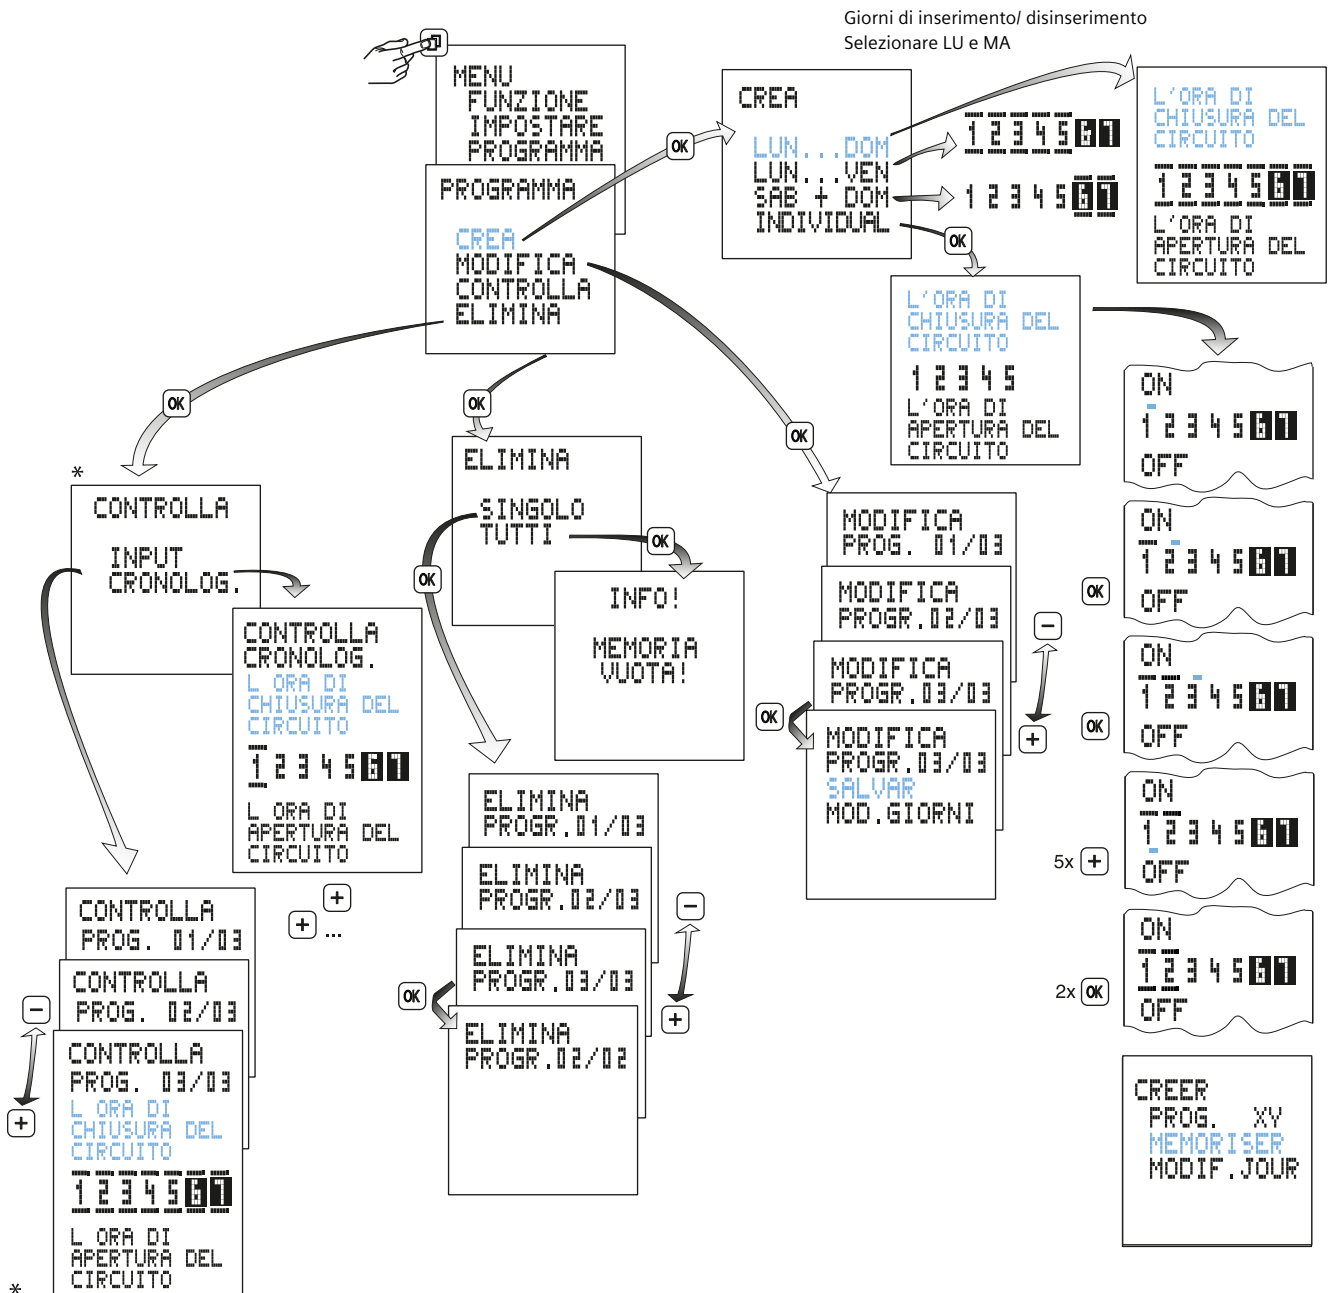 Giorni di inserimento/ disinserimento
Selezionare LU e MA
MENU
FUNZIONE
IMPOSTARE
PROGRAMMA
PROGRAMMA
CREA
MODIFICA
CONTROLLA
ELIMINA
OK
CREA
LUN...DOM
LUN...VEN
SAB + DOM
INDIVIDUAL
1 2 3 4 5 6 7
1 2 3 4 5 6 7
L'ORA DI
CHIUSURA DEL
CIRCUITO
1 2 3 4 5 6 7
L'ORA DI
APERTURA DEL
CIRCUITO
OK
L'ORA DI
CHIUSURA DEL
CIRCUITO
1 2 3 4 5
L'ORA DI
APERTURA DEL
CIRCUITO
ON
1 2 3 4 5 6 7
OFF
OK
ON
1 2 3 4 5 6 7
OFF
OK
ON
1 2 3 4 5 6 7
OFF
5x +
ON
1 2 3 4 5 6 7
OFF
2x OK
ON
1 2 3 4 5 6 7
OFF
CREER
PROG. XY
MEMORISER
MODIF.JOUR
OK
*
CONTROLLA
INPUT
CRONOLOG.
CONTROLLA
CRONOLOG.
L ORA DI
CHIUSURA DEL
CIRCUITO
1 2 3 4 5 6 7
L ORA DI
APERTURA DEL
CIRCUITO
+
+ ...
CONTROLLA
PROG. 01/03
CONTROLLA
PROG. 02/03
CONTROLLA
PROG. 03/03
L ORA DI
CHIUSURA DEL
CIRCUITO
1 2 3 4 5 6 7
L ORA DI
APERTURA DEL
CIRCUITO
−
+
*
OK
ELIMINA
SINGOLO
TUTTI
OK
OK
INFO!
MEMORIA
VUOTA!
ELIMINA
PROGR.01/03
ELIMINA
PROGR.02/03
ELIMINA
PROGR.03/03
OK
ELIMINA
PROGR.02/02
−
+
OK
MODIFICA
PROG. 01/03
MODIFICA
PROGR.02/03
MODIFICA
PROGR.03/03
OK
MODIFICA
PROGR.03/03
SALVAR
MOD.GIORNI
−
+